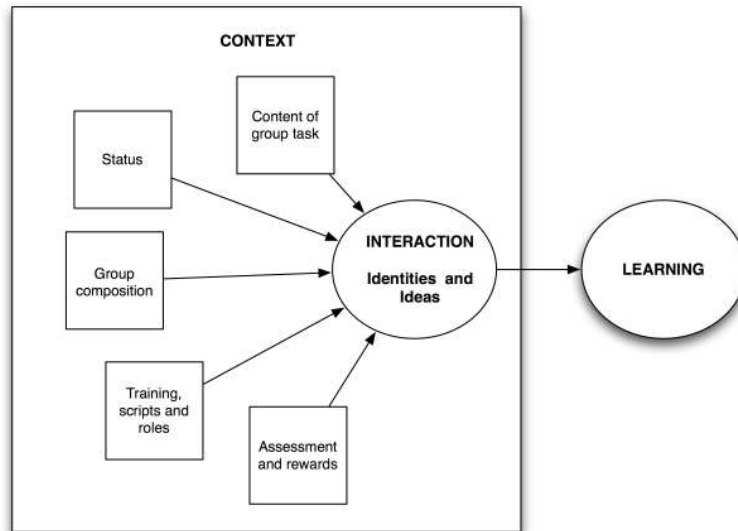 CONTEXT
Content of
group task
Status
INTERACTION
Identities and
Ideas
LEARNING
Group
composition
Training,
scripts and
roles
Assessment
and rewards